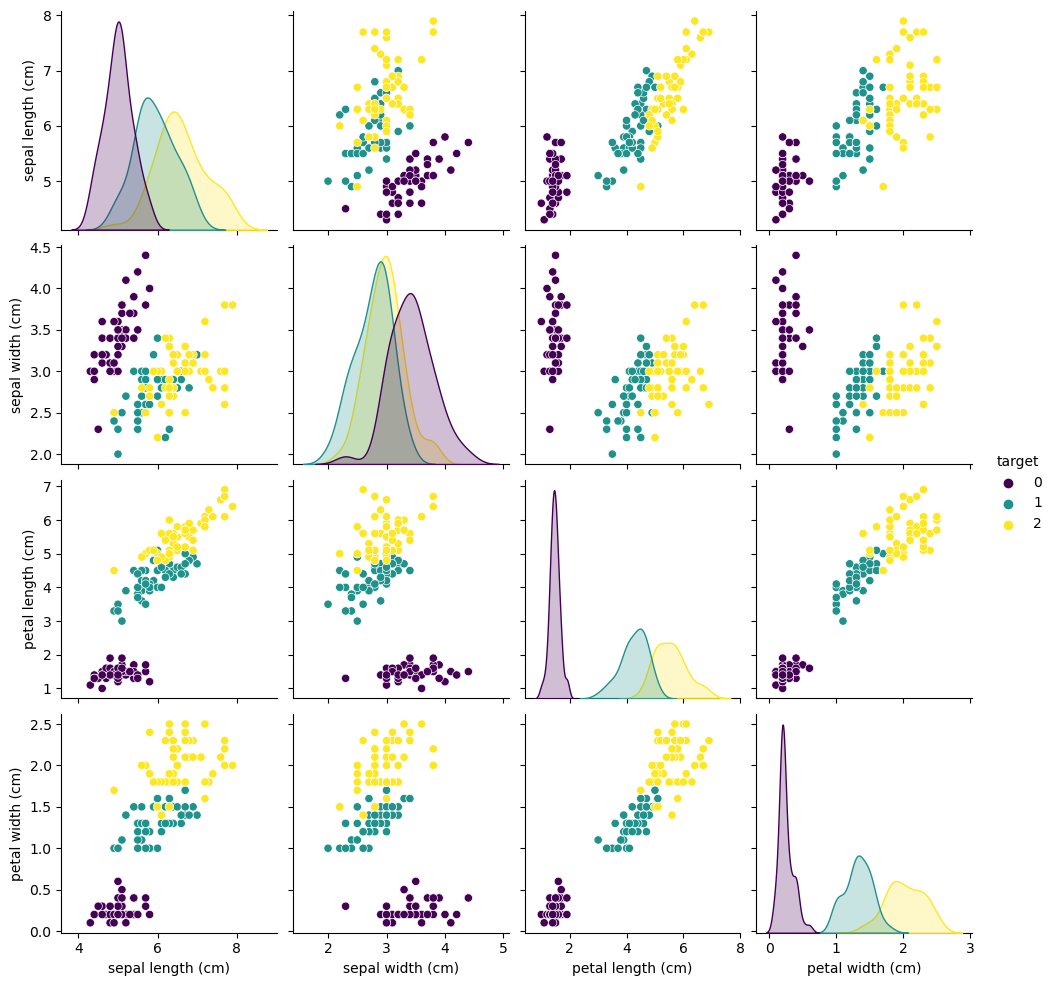 8
7
6
5
sepal length (cm)
4.5
4.0
3.5
3.0
2.5
2.0
sepal width (cm)
7
6
5
4
3
2
1
petal length (cm)
2.5
2.0
1.5
1.0
0.5
0.0
petal width (cm)
4 6 8
sepal length (cm)
2 3 4 5
sepal width (cm)
2 4 6 8
petal length (cm)
0 1 2 3
petal width (cm)
target
0
1
2